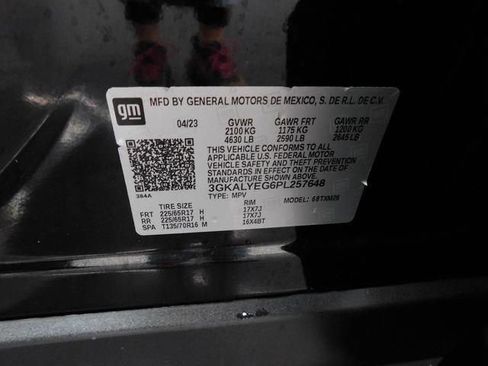 gm
MFD BY GENERAL MOTORS DE MEXICO, S. DE R.L. DE C.V.
04/23 GVWR GAWR FRT GAWR RR
2100 KG 1175 KG 1200 KG
4630 LB 2590 LB 2645 LB
THIS VEHICLE CONFORMS TO ALL
APPLICABLE U.S. FEDERAL MOTOR
VEHICLE SAFETY AND THEFT PREVENTION
STANDARDS IN EFFECT ON THE DATE OF
MANUFACTURE SHOWN ABOVE.
384A
3GKALYEG6PL257648
TYPE: MPV
TIRE SIZE RIM
FRT 225/65R17 H 17X7J
RR 225/65R17 H 17X7J
SPA T135/70R16 M 16X4BT